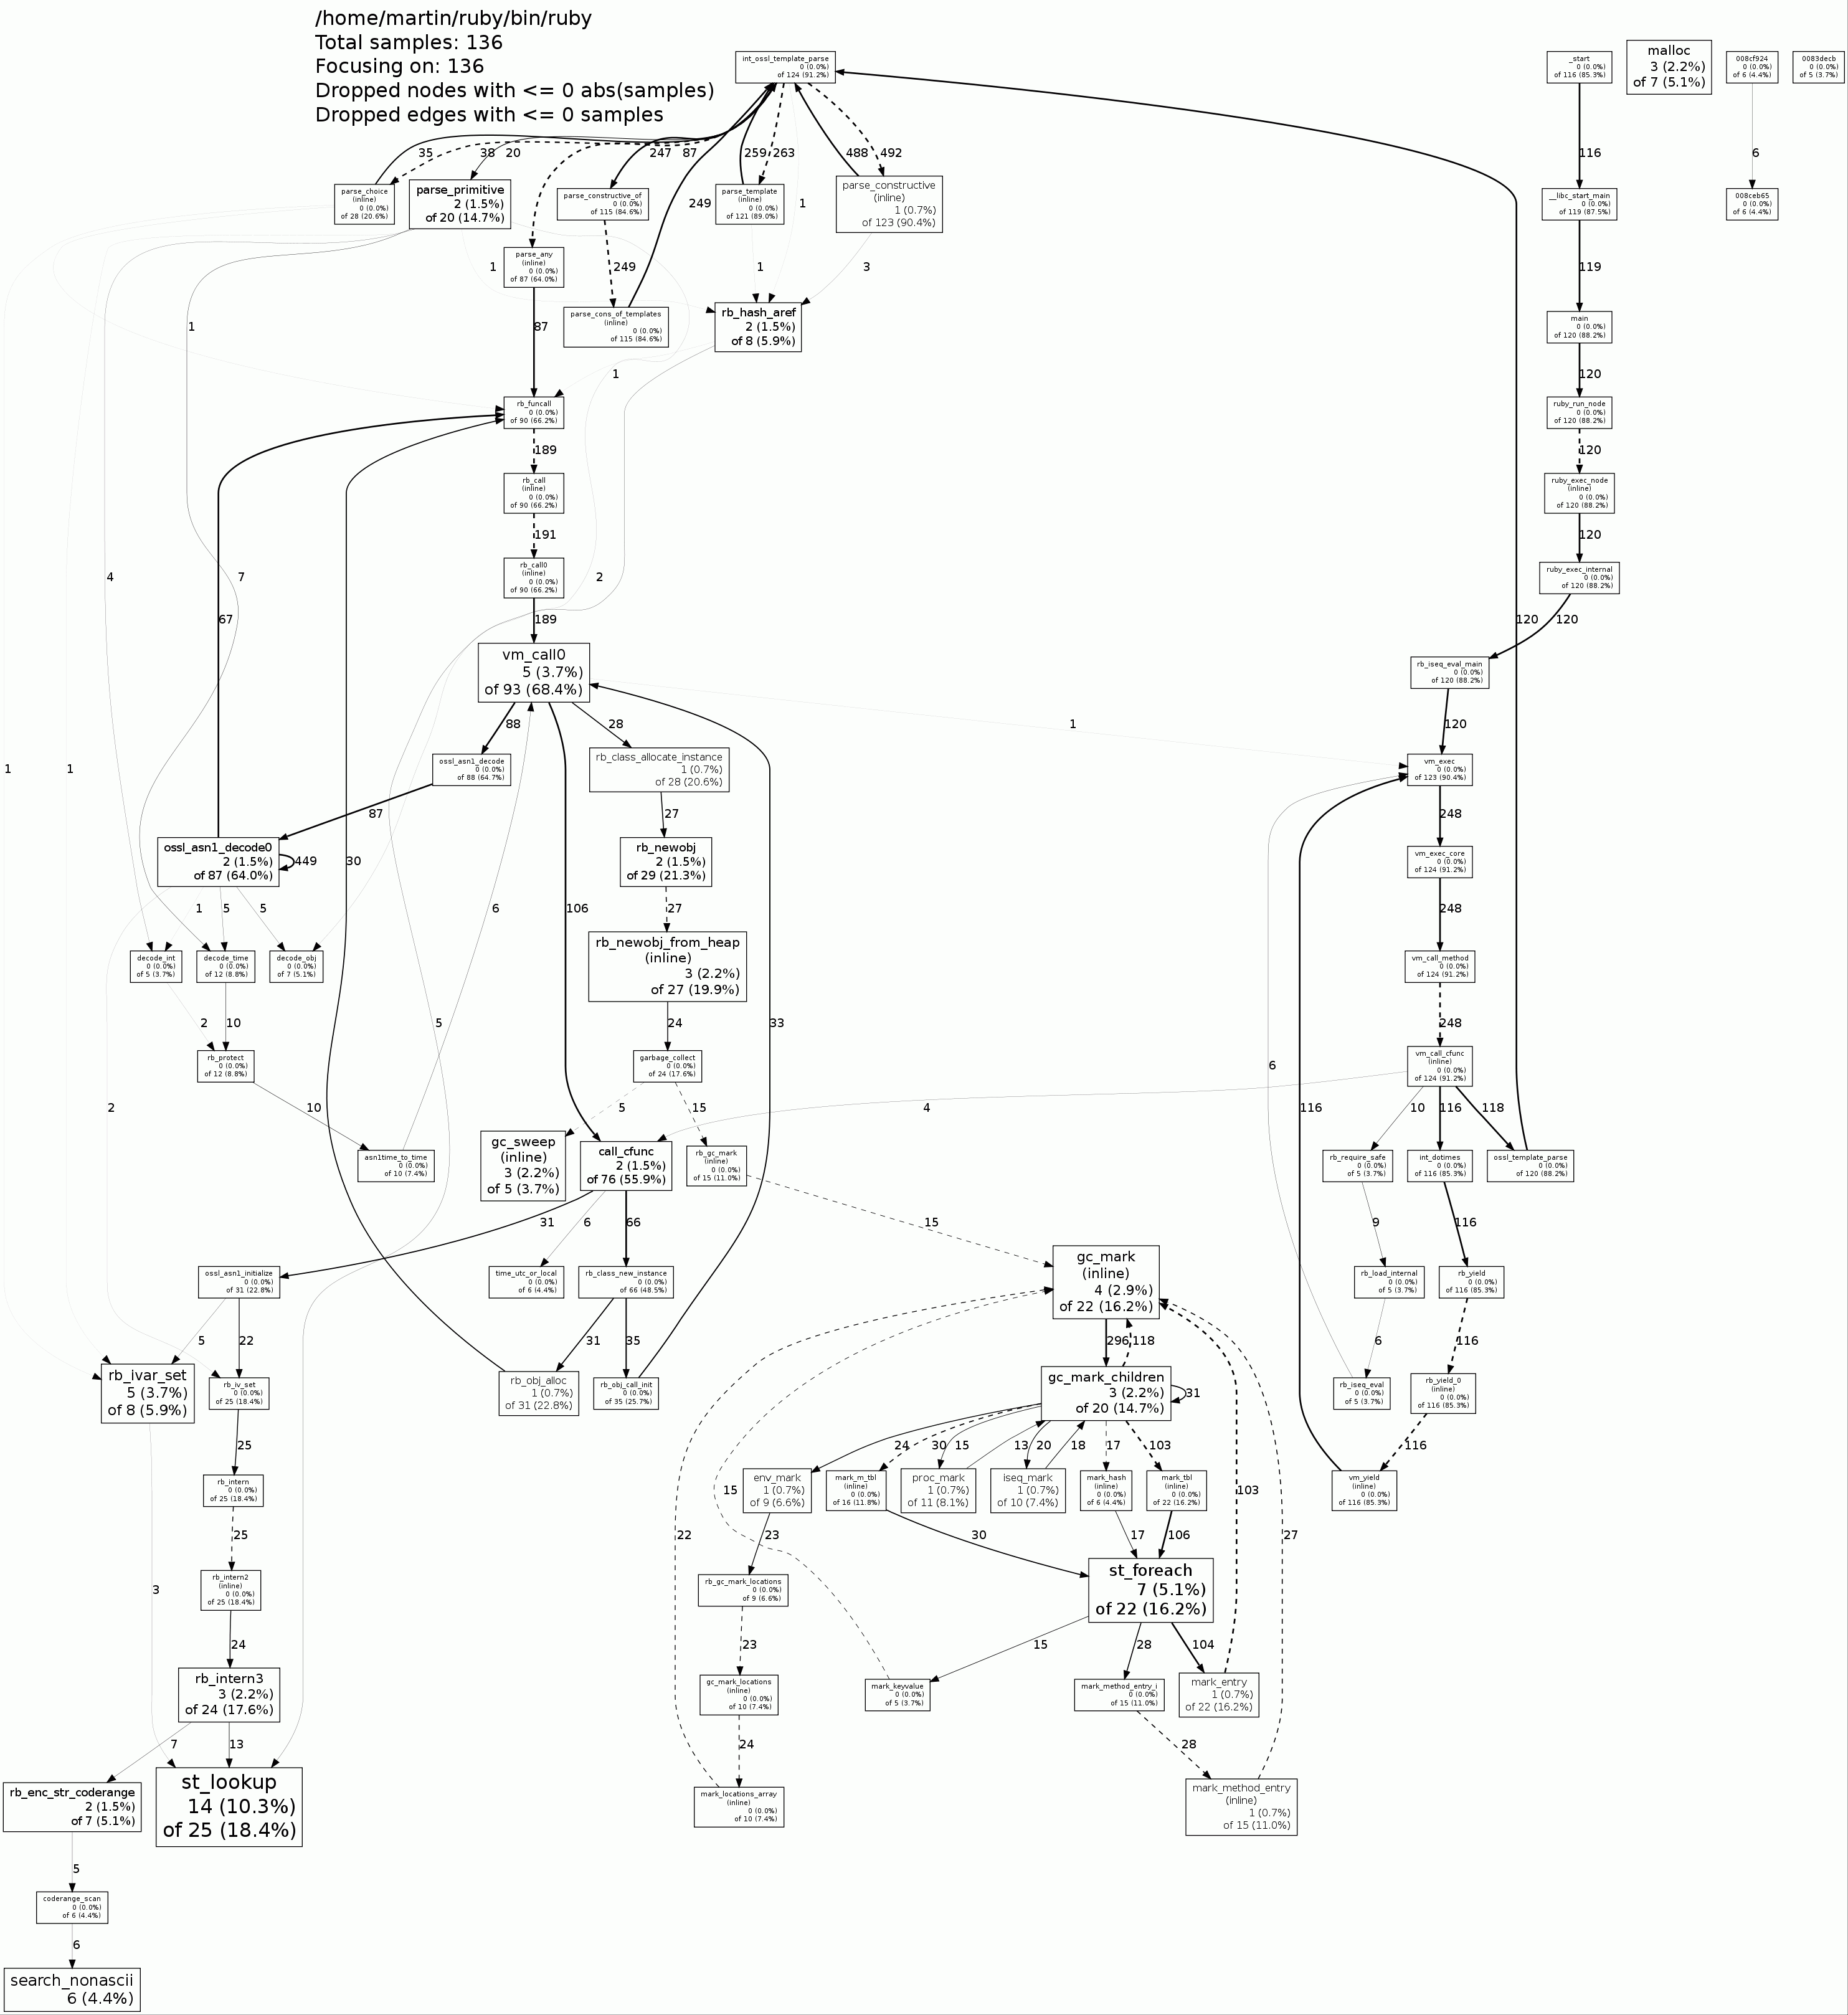 /home/martin/ruby/bin/ruby
Total samples: 136
Focusing on: 136
Dropped nodes with <= 0 abs(samples)
Dropped edges with <= 0 samples
int_ossl_template_parse
0 (0.0%)
of 124 (91.2%)
_start
0 (0.0%)
of 116 (85.3%)
malloc
3 (2.2%)
of 7 (5.1%)
008cf924
0 (0.0%)
of 6 (4.4%)
0083decb
0 (0.0%)
of 5 (3.7%)
35
38
20
247
87
259
263
488
492
116
6
parse_choice
(inline)
0 (0.0%)
of 28 (20.6%)
parse_primitive
2 (1.5%)
of 20 (14.7%)
parse_constructive_of
0 (0.0%)
of 115 (84.6%)
249
parse_template
(inline)
0 (0.0%)
of 121 (89.0%)
1
parse_constructive
(inline)
1 (0.7%)
of 123 (90.4%)
__libc_start_main
0 (0.0%)
of 119 (87.5%)
008ceb65
0 (0.0%)
of 6 (4.4%)
parse_any
(inline)
0 (0.0%)
of 87 (64.0%)
1
249
1
3
119
1
87
parse_cons_of_templates
(inline)
0 (0.0%)
of 115 (84.6%)
rb_hash_aref
2 (1.5%)
of 8 (5.9%)
main
0 (0.0%)
of 120 (88.2%)
1
120
rb_funcall
0 (0.0%)
of 90 (66.2%)
ruby_run_node
0 (0.0%)
of 120 (88.2%)
189
120
rb_call
(inline)
0 (0.0%)
of 90 (66.2%)
ruby_exec_node
(inline)
0 (0.0%)
of 120 (88.2%)
191
120
4
7
rb_call0
(inline)
0 (0.0%)
of 90 (66.2%)
2
ruby_exec_internal
0 (0.0%)
of 120 (88.2%)
67
189
120
120
vm_call0
5 (3.7%)
of 93 (68.4%)
rb_iseq_eval_main
0 (0.0%)
of 120 (88.2%)
88
28
1
120
1
1
ossl_asn1_decode
0 (0.0%)
of 88 (64.7%)
rb_class_allocate_instance
1 (0.7%)
of 28 (20.6%)
vm_exec
0 (0.0%)
of 123 (90.4%)
87
27
248
ossl_asn1_decode0
2 (1.5%)
of 87 (64.0%)
449
30
rb_newobj
2 (1.5%)
of 29 (21.3%)
vm_exec_core
0 (0.0%)
of 124 (91.2%)
1
5
5
6
106
27
248
decode_int
0 (0.0%)
of 5 (3.7%)
decode_time
0 (0.0%)
of 12 (8.8%)
decode_obj
0 (0.0%)
of 7 (5.1%)
rb_newobj_from_heap
(inline)
3 (2.2%)
of 27 (19.9%)
vm_call_method
0 (0.0%)
of 124 (91.2%)
2
10
5
24
33
248
rb_protect
0 (0.0%)
of 12 (8.8%)
garbage_collect
0 (0.0%)
of 24 (17.6%)
6
vm_call_cfunc
(inline)
0 (0.0%)
of 124 (91.2%)
2
10
5
15
4
116
10
116
118
asn1time_to_time
0 (0.0%)
of 10 (7.4%)
gc_sweep
(inline)
3 (2.2%)
of 5 (3.7%)
call_cfunc
2 (1.5%)
of 76 (55.9%)
rb_gc_mark
(inline)
0 (0.0%)
of 15 (11.0%)
rb_require_safe
0 (0.0%)
of 5 (3.7%)
int_dotimes
0 (0.0%)
of 116 (85.3%)
ossl_template_parse
0 (0.0%)
of 120 (88.2%)
31
6
66
15
9
116
ossl_asn1_initialize
0 (0.0%)
of 31 (22.8%)
time_utc_or_local
0 (0.0%)
of 6 (4.4%)
rb_class_new_instance
0 (0.0%)
of 66 (48.5%)
gc_mark
(inline)
4 (2.9%)
of 22 (16.2%)
rb_load_internal
0 (0.0%)
of 5 (3.7%)
rb_yield
0 (0.0%)
of 116 (85.3%)
5
22
31
35
296
118
6
116
rb_ivar_set
5 (3.7%)
of 8 (5.9%)
rb_iv_set
0 (0.0%)
of 25 (18.4%)
rb_obj_alloc
1 (0.7%)
of 31 (22.8%)
rb_obj_call_init
0 (0.0%)
of 35 (25.7%)
gc_mark_children
3 (2.2%)
of 20 (14.7%)
31
rb_iseq_eval
0 (0.0%)
of 5 (3.7%)
rb_yield_0
(inline)
0 (0.0%)
of 116 (85.3%)
25
24
30
15
13
20
18
17
103
116
rb_intern
0 (0.0%)
of 25 (18.4%)
15
env_mark
1 (0.7%)
of 9 (6.6%)
mark_m_tbl
(inline)
0 (0.0%)
of 16 (11.8%)
proc_mark
1 (0.7%)
of 11 (8.1%)
iseq_mark
1 (0.7%)
of 10 (7.4%)
mark_hash
(inline)
0 (0.0%)
of 6 (4.4%)
mark_tbl
(inline)
0 (0.0%)
of 22 (16.2%)
103
vm_yield
(inline)
0 (0.0%)
of 116 (85.3%)
25
22
23
30
17
106
27
rb_intern2
(inline)
0 (0.0%)
of 25 (18.4%)
3
rb_gc_mark_locations
0 (0.0%)
of 9 (6.6%)
st_foreach
7 (5.1%)
of 22 (16.2%)
24
23
15
28
104
rb_intern3
3 (2.2%)
of 24 (17.6%)
gc_mark_locations
(inline)
0 (0.0%)
of 10 (7.4%)
mark_keyvalue
0 (0.0%)
of 5 (3.7%)
mark_method_entry_i
0 (0.0%)
of 15 (11.0%)
mark_entry
1 (0.7%)
of 22 (16.2%)
7
13
24
28
rb_enc_str_coderange
2 (1.5%)
of 7 (5.1%)
st_lookup
14 (10.3%)
of 25 (18.4%)
mark_locations_array
(inline)
0 (0.0%)
of 10 (7.4%)
mark_method_entry
(inline)
1 (0.7%)
of 15 (11.0%)
5
coderange_scan
0 (0.0%)
of 6 (4.4%)
6
search_nonascii
6 (4.4%)